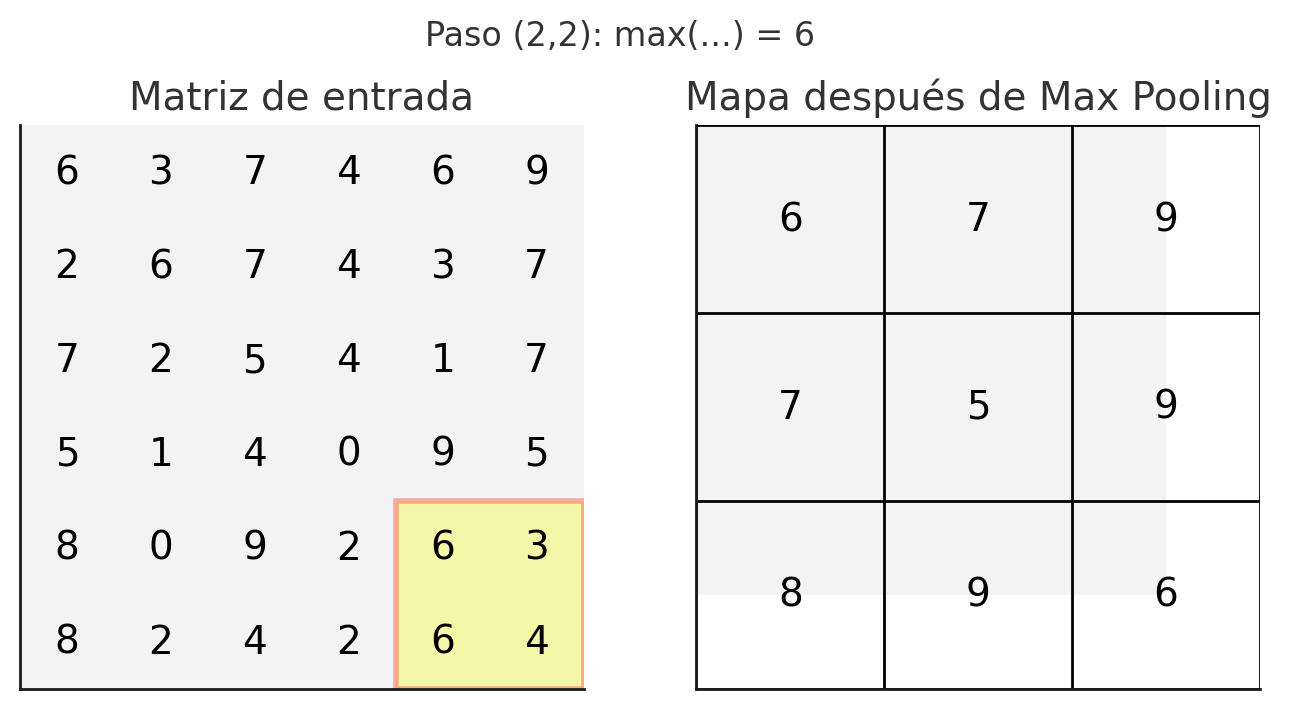 Paso (2,2): max(...) = 6
Matriz de entrada
6 3 7 4 6 9
2 6 7 4 3 7
7 2 5 4 1 7
5 1 4 0 9 5
8 0 9 2 6 3
8 2 4 2 6 4
Mapa después de Max Pooling
6 7 9
7 5 9
8 9 6